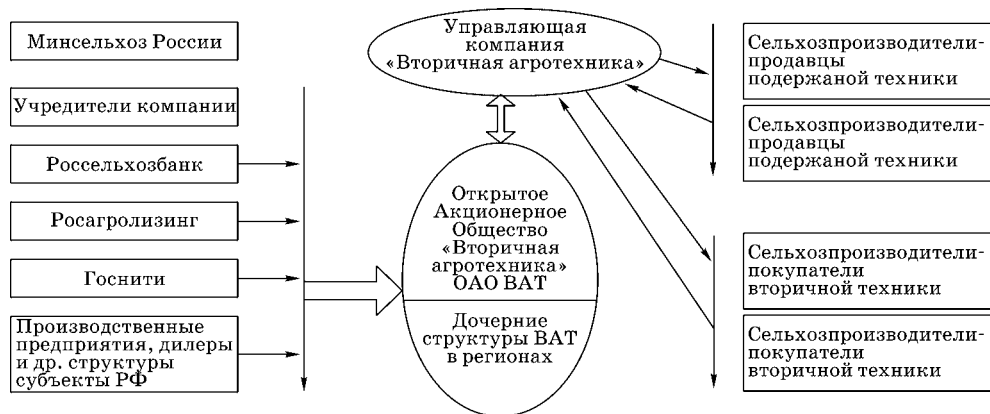 Минсельхоз России
Учредители компании
Россельхозбанк
Росагролизинг
Госнити
Производственные
предприятия, дилеры
и др. структуры
субъекты РФ
Управляющая
компания
«Вторичная агротехника»
Открытое
Акционерное
Общество
«Вторичная
агротехника»
ОАО ВАТ
Дочерние
структуры ВАТ
в регионах
Сельхозпроизводители-
продавцы
подержаной техники
Сельхозпроизводители-
продавцы
подержаной техники
Сельхозпроизводители-
покупатели
вторичной техники
Сельхозпроизводители-
покупатели
вторичной техники